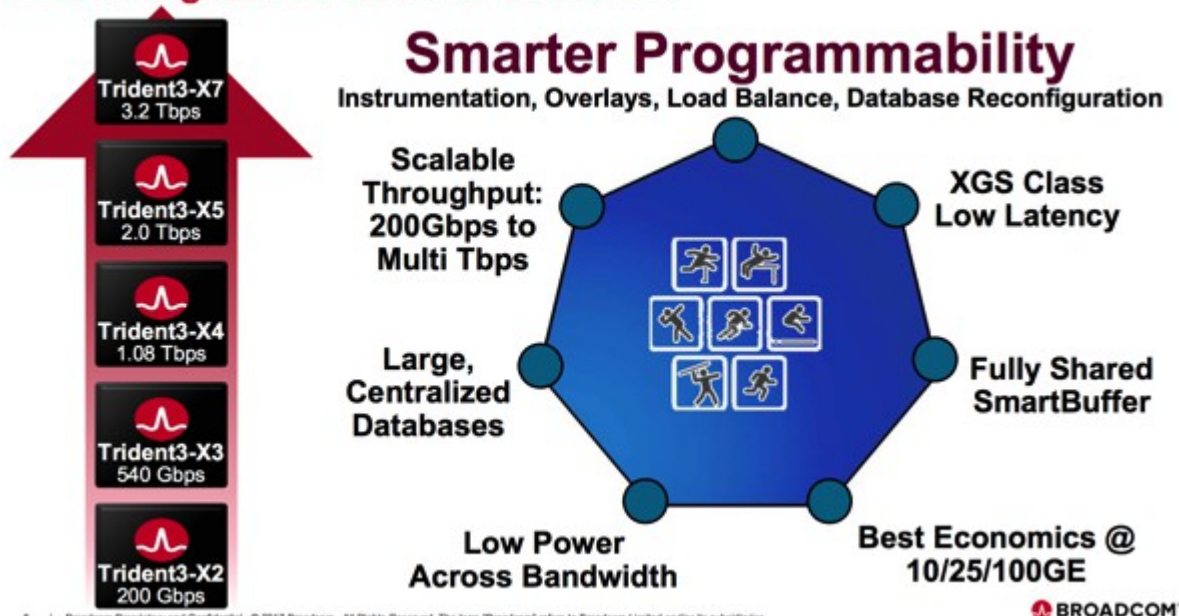 Trident3-X7
3.2 Tbps
Trident3-X5
2.0 Tbps
Trident3-X4
1.08 Tbps
Trident3-X3
540 Gbps
Trident3-X2
200 Gbps
Smarter Programmability
Instrumentation, Overlays, Load Balance, Database Reconfiguration
Scalable
Throughput:
200Gbps to
Multi Tbps
XGS Class
Low Latency
Large,
Centralized
Databases
Fully Shared
SmartBuffer
Low Power
Across Bandwidth
Best Economics @
10/25/100GE
BROADCOM